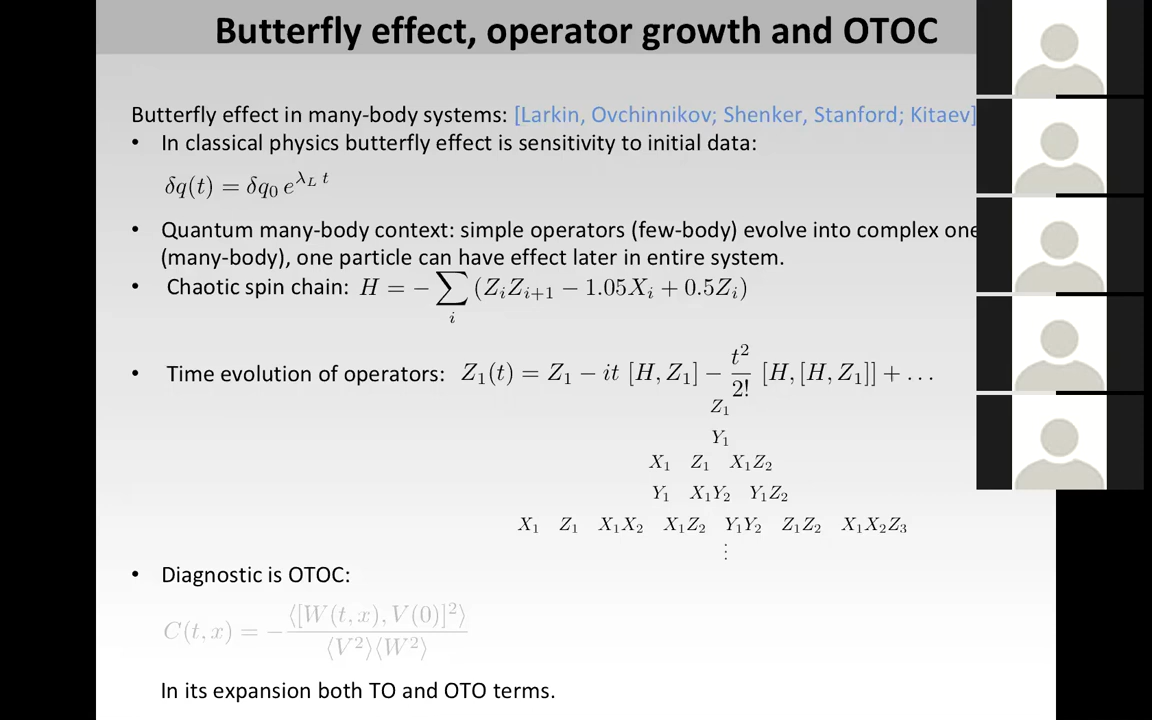 Butterfly effect, operator growth and OTOC
Butterfly effect in many-body systems: [Larkin, Ovchinnikov; Shenker, Stanford; Kitaev]
• In classical physics butterfly effect is sensitivity to initial data:
δq(t) = δq₀ e^{λ_L t}
• Quantum many-body context: simple operators (few-body) evolve into complex one
(many-body), one particle can have effect later in entire system.
• Chaotic spin chain: H = − ∑_i (Z_i Z_{i+1} − 1.05X_i + 0.5Z_i)
• Time evolution of operators: Z₁(t) = Z₁ − it [H, Z₁] − \frac{t²}{2!} [H, [H, Z₁]] + . . .
Z₁
Y₁
X₁ Z₁ X₁Z₂
Y₁ X₁Y₂ Y₁Z₂
X₁ Z₁ X₁X₂ X₁Z₂ Y₁Y₂ Z₁Z₂ X₁X₂Z₃
⋮
• Diagnostic is OTOC:
C(t, x) = − \frac{⟨[W(t, x), V(0)]²⟩}{⟨V²⟩⟨W²⟩}
In its expansion both TO and OTO terms.